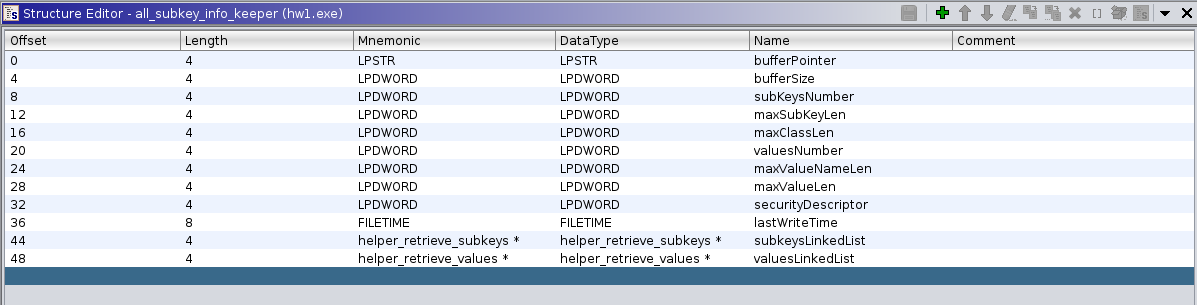 Structure Editor - all_subkey_info_keeper (hw1.exe)
Offset Length Mnemonic DataType Name Comment
0 4 LPSTR LPSTR bufferPointer
4 4 LPDWORD LPDWORD bufferSize
8 4 LPDWORD LPDWORD subKeysNumber
12 4 LPDWORD LPDWORD maxSubKeyLen
16 4 LPDWORD LPDWORD maxClassLen
20 4 LPDWORD LPDWORD valuesNumber
24 4 LPDWORD LPDWORD maxValueNameLen
28 4 LPDWORD LPDWORD maxValueLen
32 4 LPDWORD LPDWORD securityDescriptor
36 8 FILETIME FILETIME lastWriteTime
44 4 helper_retrieve_subkeys * helper_retrieve_subkeys * subkeysLinkedList
48 4 helper_retrieve_values * helper_retrieve_values * valuesLinkedList